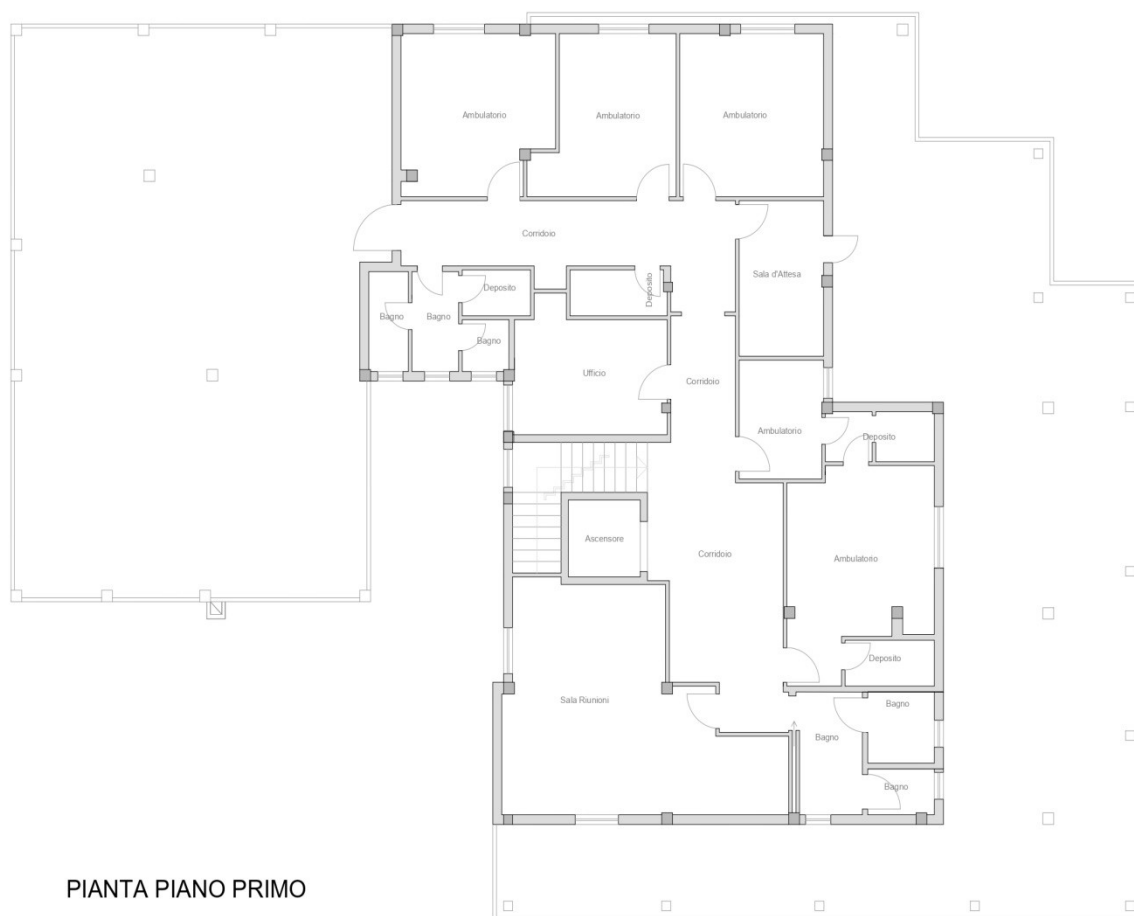 Ambulatorio
Ambulatorio
Ambulatorio
Corridoio
Sala d'Attesa
Deposito
Deposito
Bagno
Bagno
Bagno
Ufficio
Corridoio
Ambulatorio
Deposito
Ascensore
Corridoio
Ambulatorio
Deposito
Sala Riunioni
Bagno
Bagno
Bagno
PIANTA PIANO PRIMO